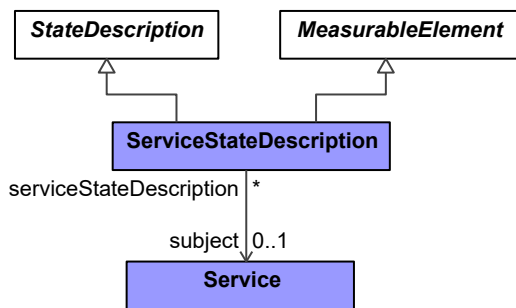 StateDescription
MeasurableElement
ServiceStateDescription
serviceStateDescription *
subject 0..1
Service